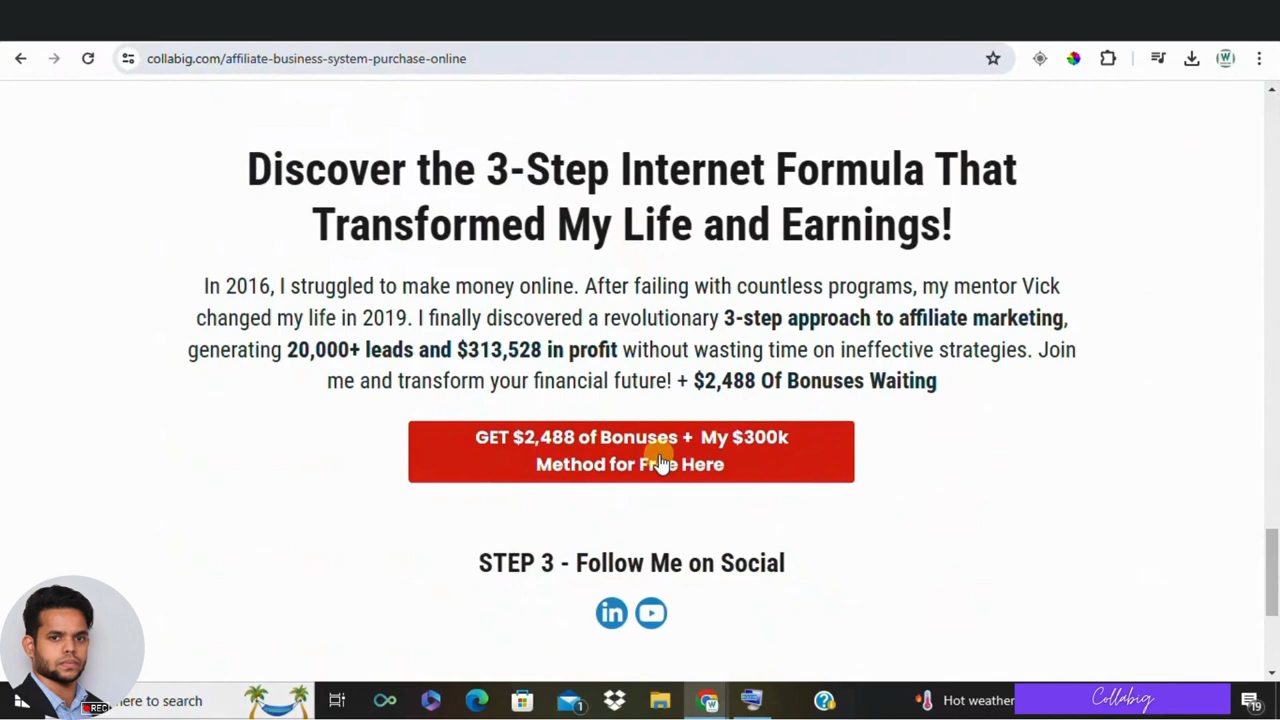 collabig.com/affiliate-business-system-purchase-online
W
Discover the 3-Step Internet Formula That
Transformed My Life and Earnings!
In 2016, I struggled to make money online. After failing with countless programs, my mentor Vick
changed my life in 2019. I finally discovered a revolutionary 3-step approach to affiliate marketing,
generating 20,000+ leads and $313,528 in profit without wasting time on ineffective strategies. Join
me and transform your financial future! + $2,488 Of Bonuses Waiting
GET $2,488 of Bonuses + My $300k
Method for Free Here
STEP 3 - Follow Me on Social
in
REC
here to search
1
W
Hot weather
Collabig
19